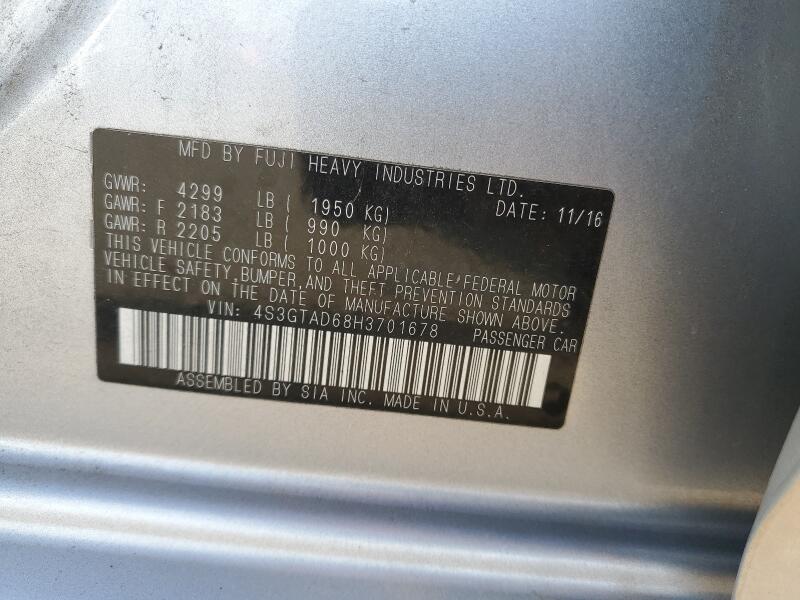 MFD BY FUJI HEAVY INDUSTRIES LTD.
GVWR: 4299 LB ( 1950 KG) DATE: 11/16
GAWR: F 2183 LB ( 990 KG)
GAWR: R 2205 LB ( 1000 KG)
THIS VEHICLE CONFORMS TO ALL APPLICABLE FEDERAL MOTOR
VEHICLE SAFETY, BUMPER, AND THEFT PREVENTION STANDARDS
IN EFFECT ON THE DATE OF MANUFACTURE SHOWN ABOVE.
VIN: 4S3GTAD68H3701678 PASSENGER CAR
ASSEMBLED BY SIA INC. MADE IN U.S.A.